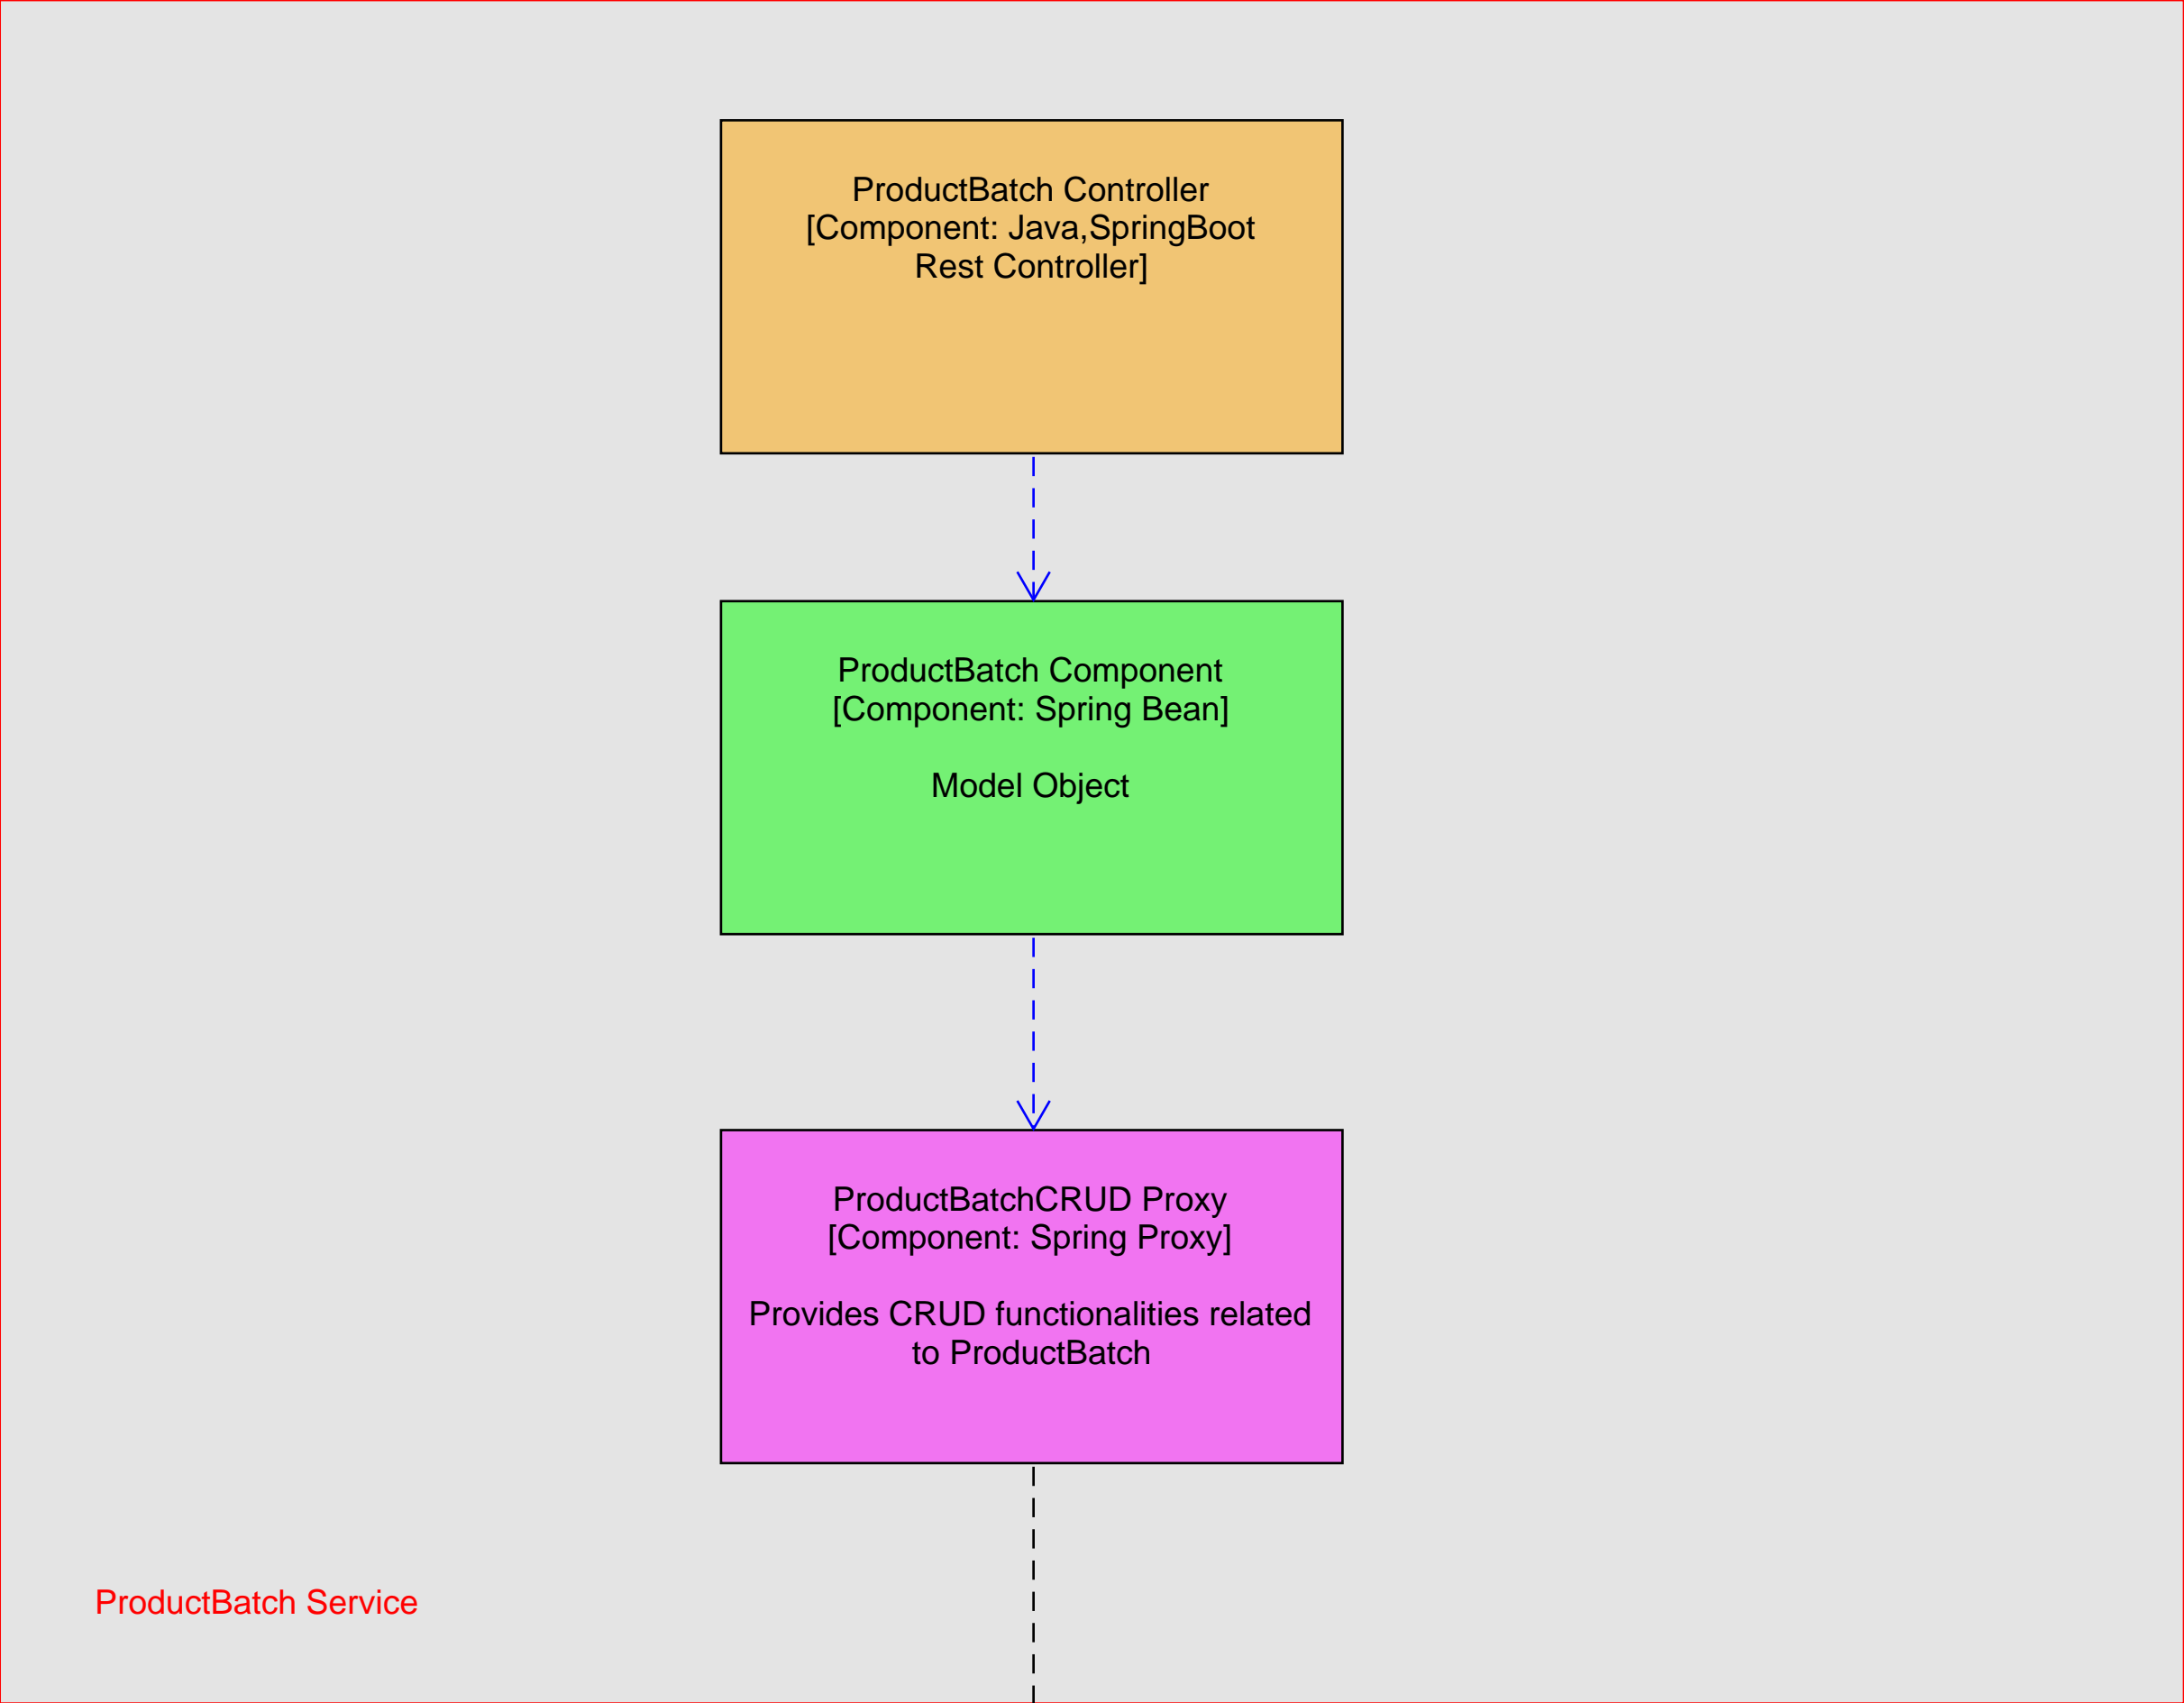 ProductBatch Controller
[Component: Java,SpringBoot
Rest Controller]
ProductBatch Component
[Component: Spring Bean]
Model Object
ProductBatchCRUD Proxy
[Component: Spring Proxy]
Provides CRUD functionalities related
to ProductBatch
ProductBatch Service